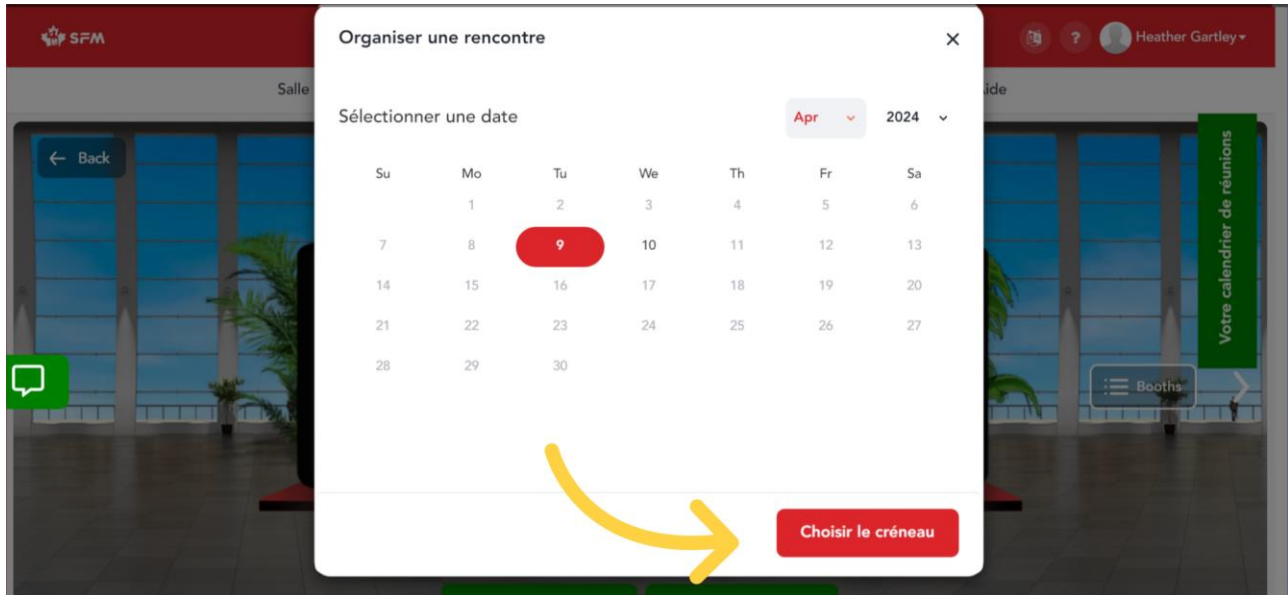 SFM
Organiser une rencontre
? Heather Gartley
Salle
Sélectionner une date
Apr 2024
Back
Su Mo Tu We Th Fr Sa
1 2 3 4 5 6
7 8 9 10 11 12 13
14 15 16 17 18 19 20
21 22 23 24 25 26 27
28 29 30
Votre calendrier de réunions
Booths
Choisir le créneau